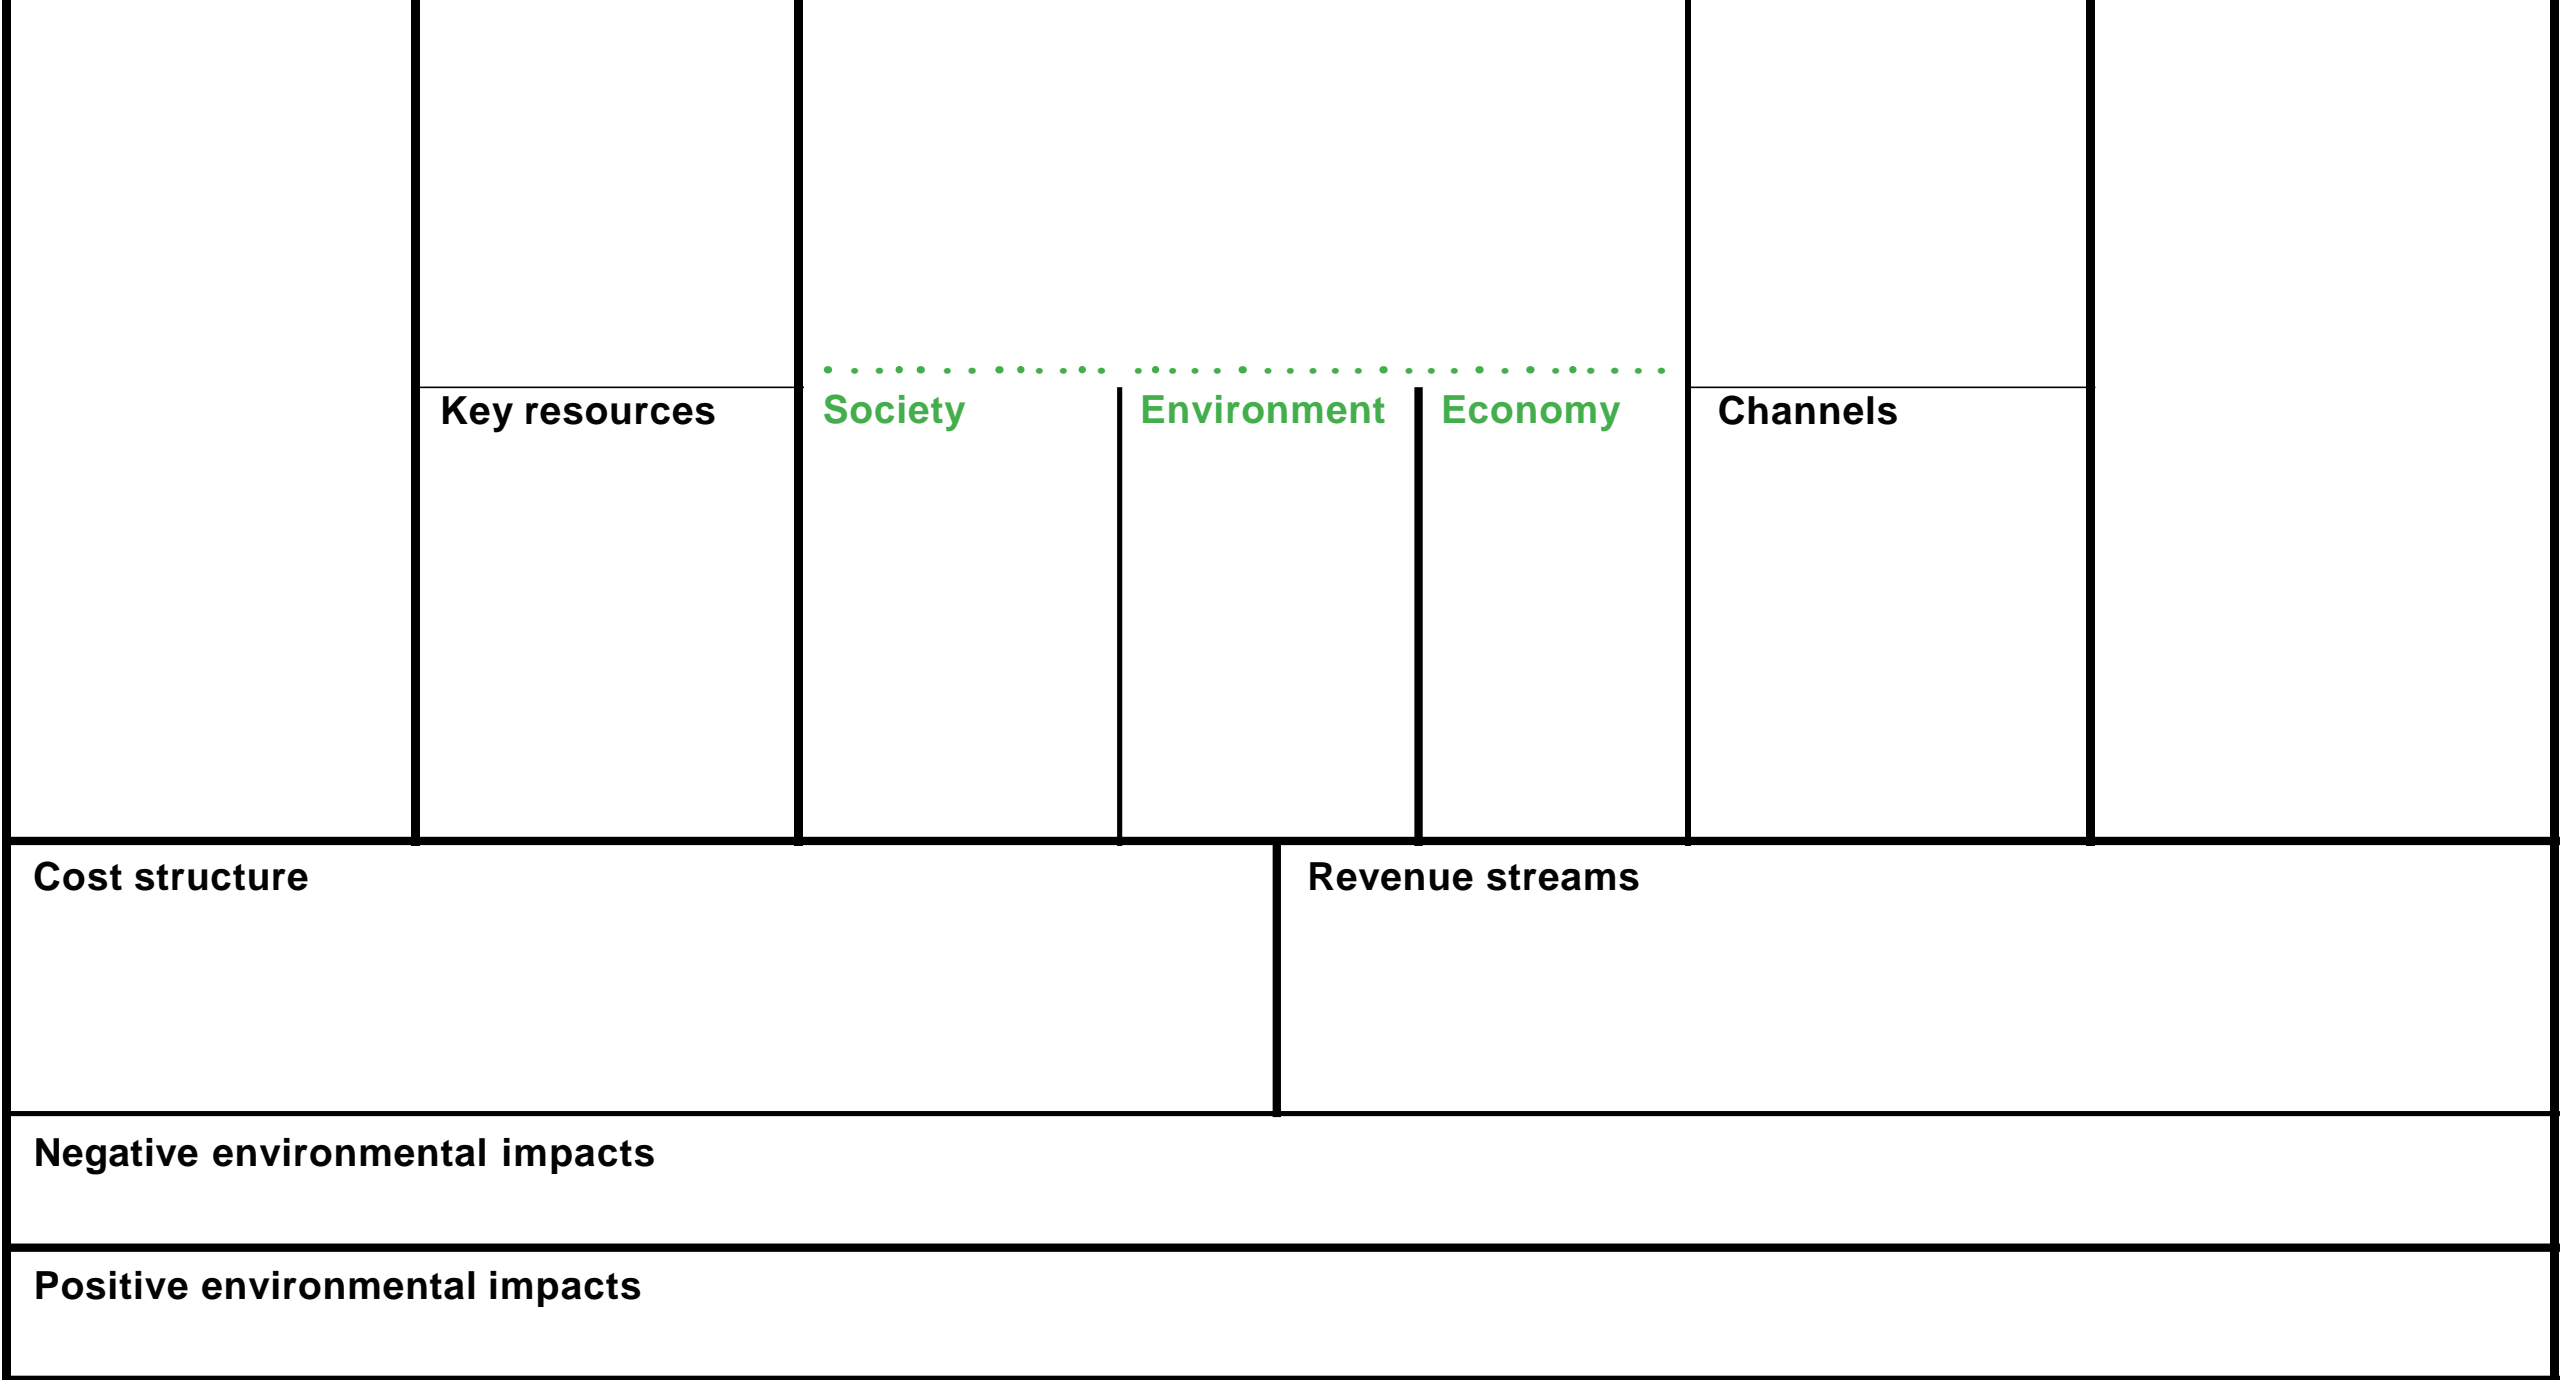 Key resources
Society
Environment
Economy
Channels
Cost structure
Revenue streams
Negative environmental impacts
Positive environmental impacts